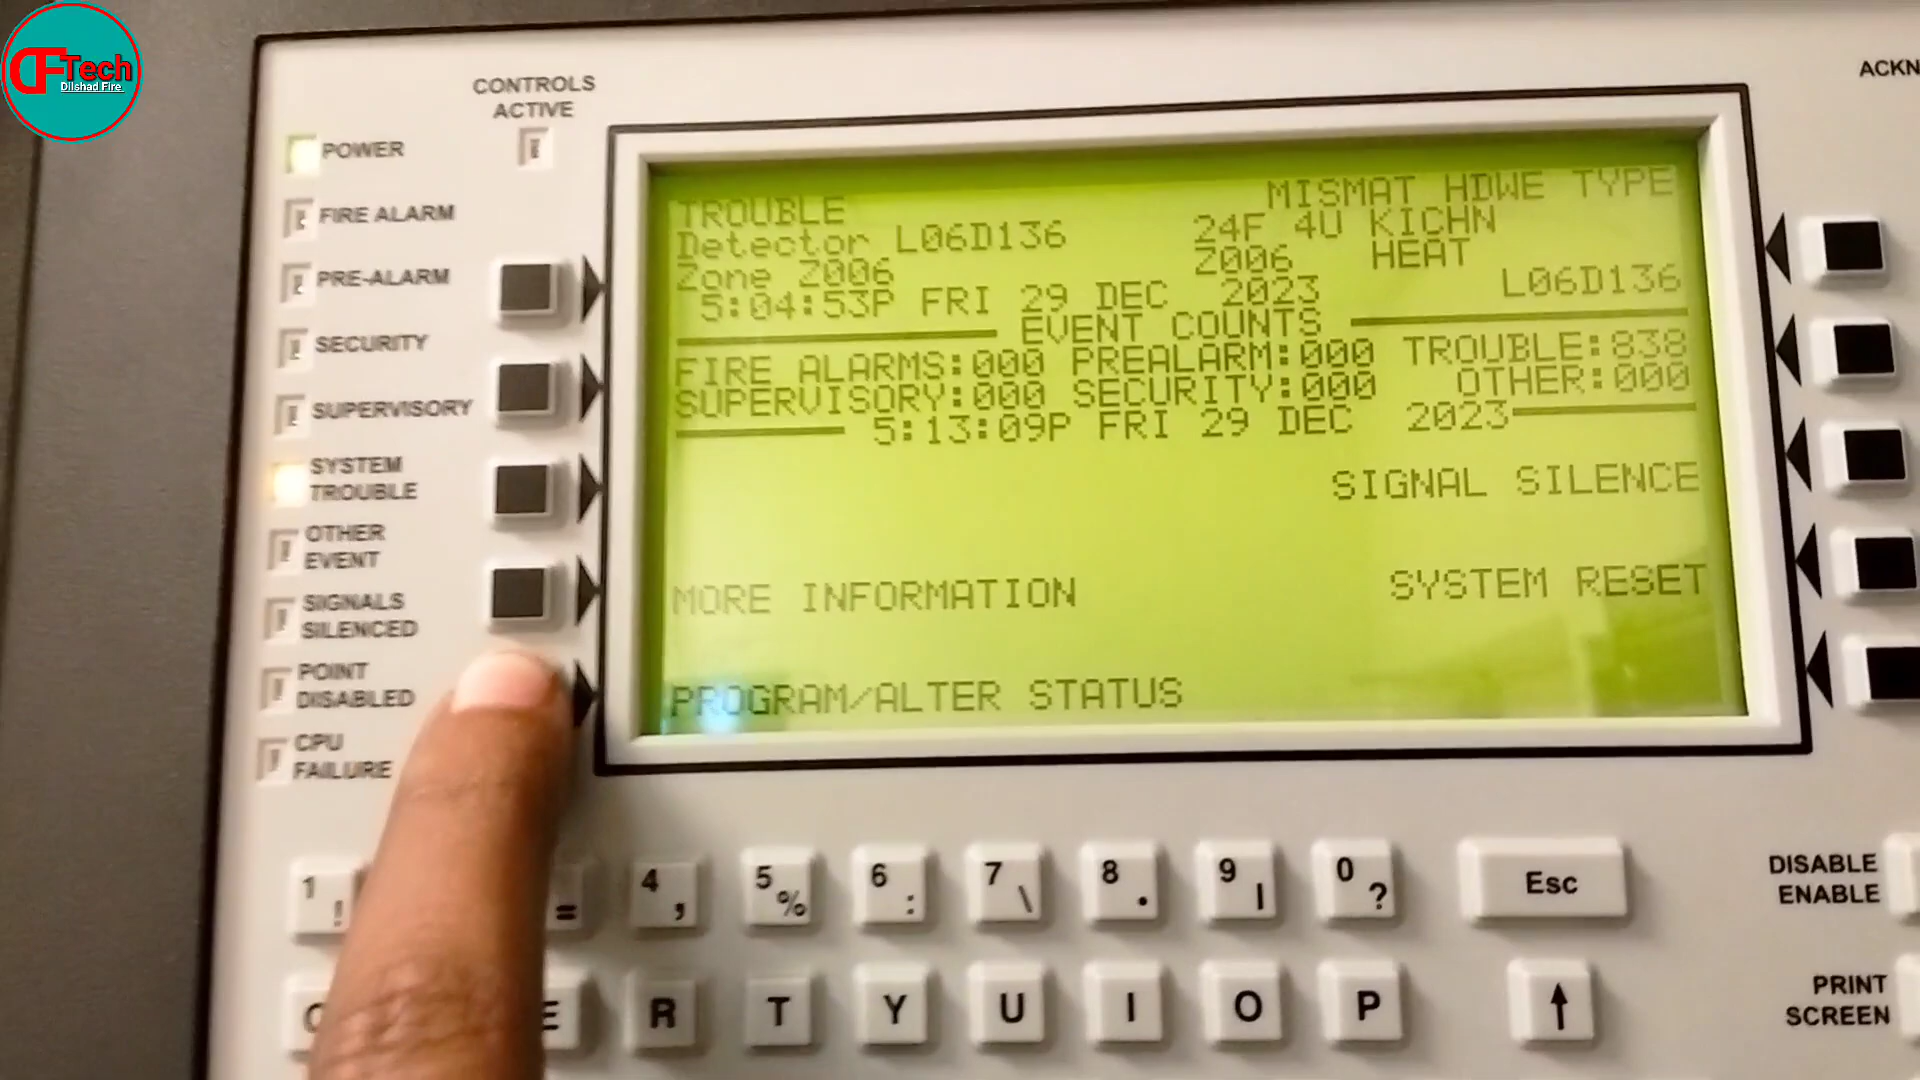 DFTech
Dilshad Fire
CONTROLS
ACTIVE
ACKN
POWER
FIRE ALARM
PRE-ALARM
SECURITY
SUPERVISORY
SYSTEM
TROUBLE
OTHER
EVENT
SIGNALS
SILENCED
POINT
DISABLED
CPU
FAILURE
TROUBLE MISMAT HDWE TYPE
Detector L06D136 24F 4U KICHN
Zone Z006 Z006 HEAT
5:04:53P FRI 29 DEC 2023 L06D136
EVENT COUNTS
FIRE ALARMS:000 PREALARM:000 TROUBLE:838
SUPERVISORY:000 SECURITY:000 OTHER:000
5:13:09P FRI 29 DEC 2023
SIGNAL SILENCE
MORE INFORMATION SYSTEM RESET
PROGRAM/ALTER STATUS
1 ! = 4 , 5 % 6 : 7 \ 8 . 9 | 0 ? Esc
DISABLE
ENABLE
E R T Y U I O P ↑
PRINT
SCREEN